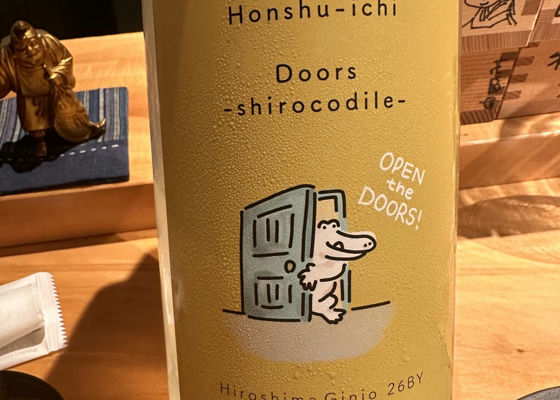 Honshu-ichi
Doors
-shirocodile-
OPEN
the
DOORS!
Hiroshima Ginjo 26BY